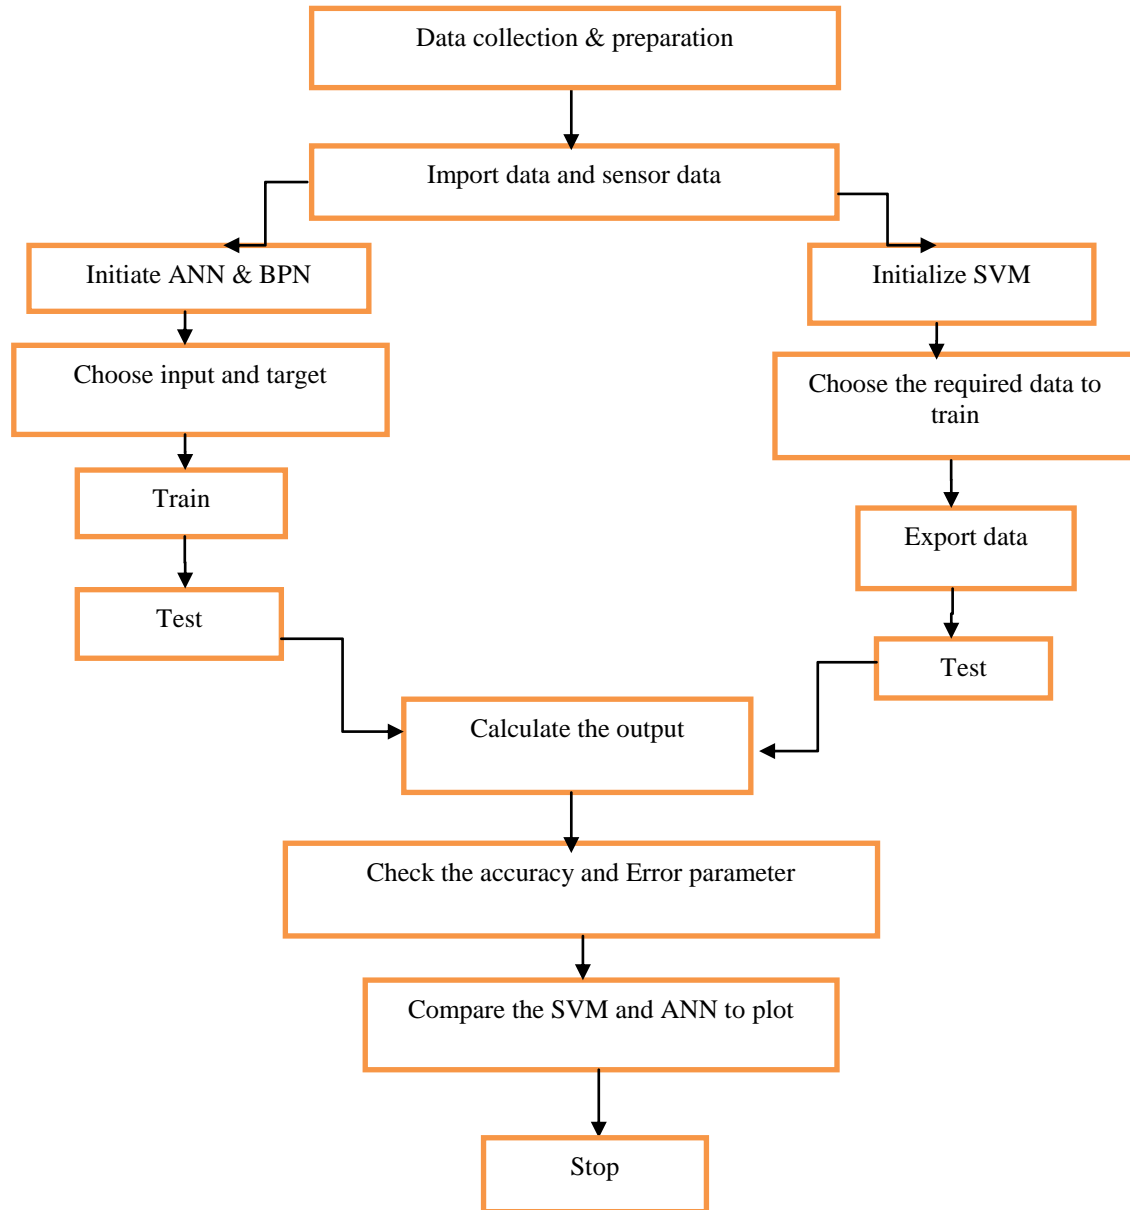 Data collection & preparation
Import data and sensor data
Initiate ANN & BPN
Initialize SVM
Choose input and target
Choose the required data to
train
Train
Export data
Test
Test
Calculate the output
Check the accuracy and Error parameter
Compare the SVM and ANN to plot
Stop